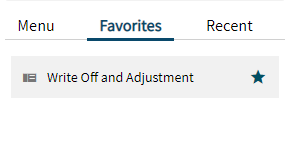 Menu Favorites Recent
Write Off and Adjustment